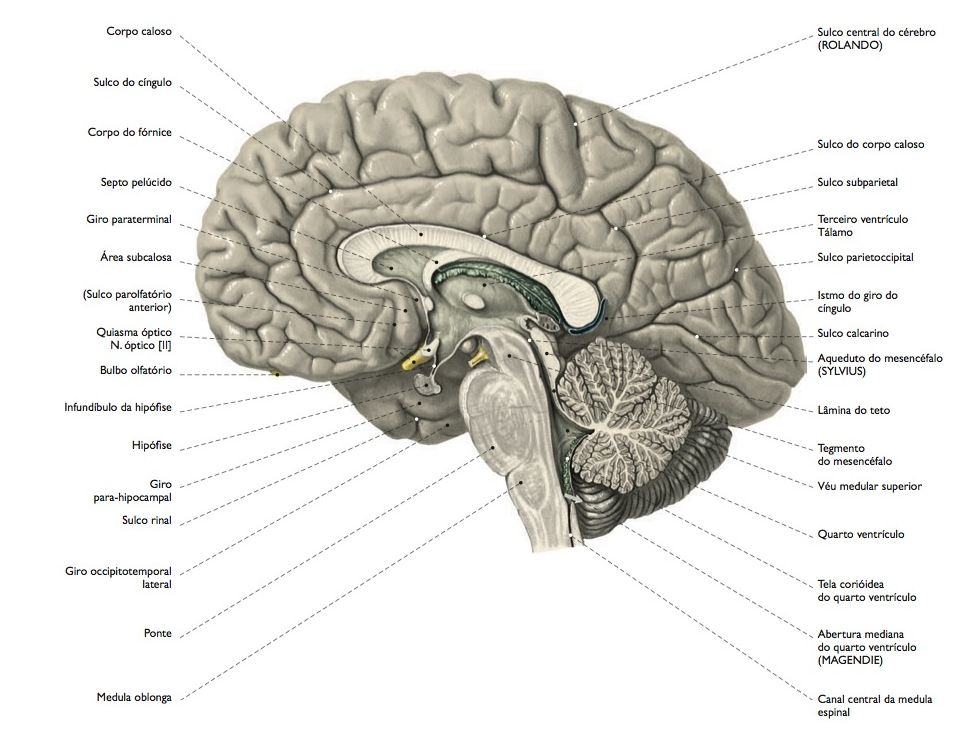 Corpo caloso
Sulco do cíngulo
Corpo do fórnice
Septo pelúcido
Giro paraterminal
Área subcalosa
(Sulco parolfatório
anterior)
Quiasma óptico
N. óptico [II]
Bulbo olfatório
Infundíbulo da hipófise
Hipófise
Giro
para-hipocampal
Sulco rinal
Giro occipitotemporal
lateral
Ponte
Medula oblonga
Sulco central do cérebro
(ROLANDO)
Sulco do corpo caloso
Sulco subparietal
Terceiro ventrículo
Tálamo
Sulco parietoccipital
Istmo do giro do
cíngulo
Sulco calcarino
Aqueduto do mesencéfalo
(SYLVIUS)
Lâmina do teto
Tegmento
do mesencéfalo
Véu medular superior
Quarto ventrículo
Tela corióidea
do quarto ventrículo
Abertura mediana
do quarto ventrículo
(MAGENDIE)
Canal central da medula
espinal